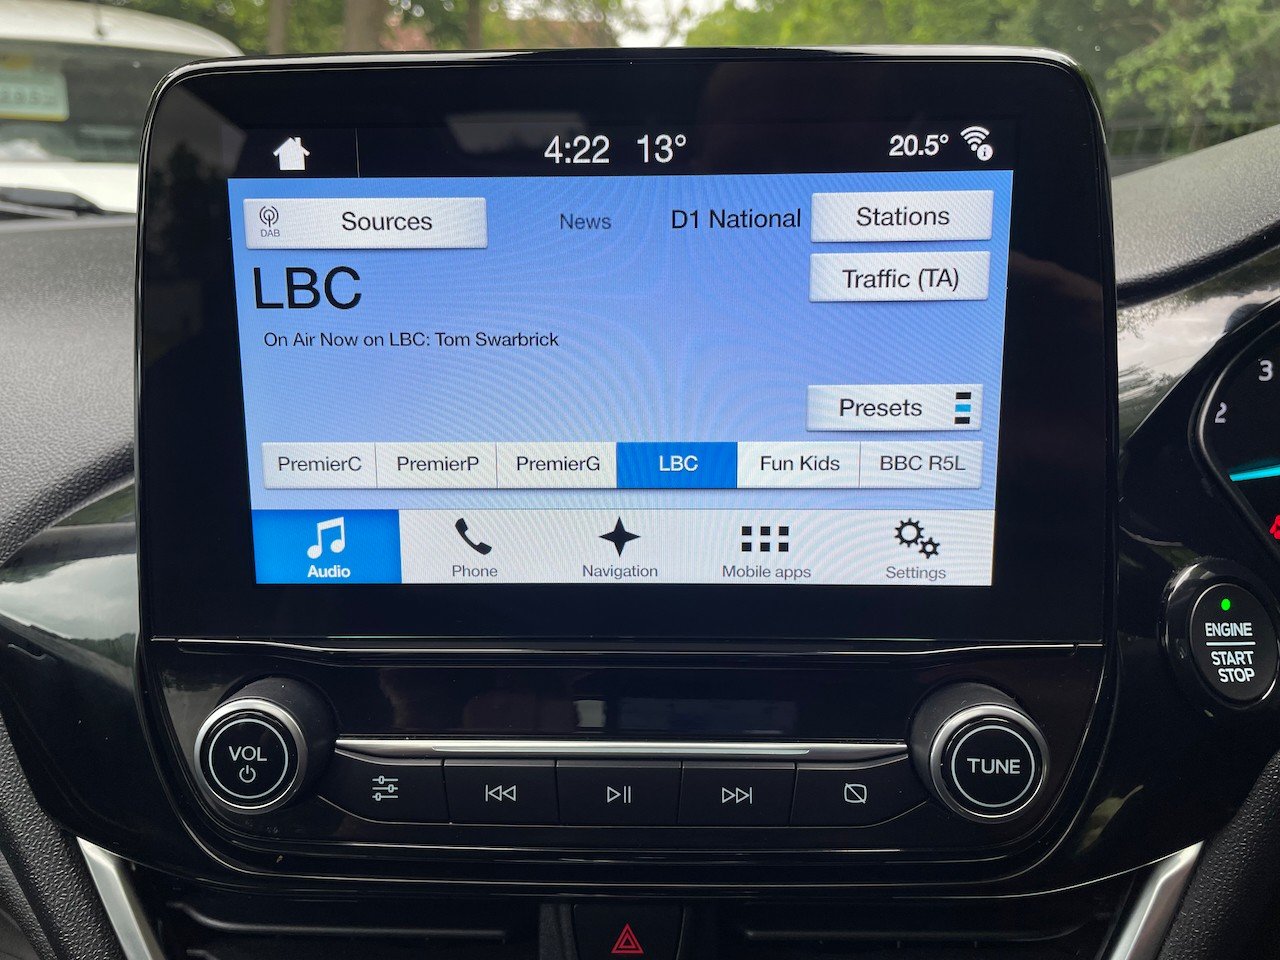 4:22 13° 20.5°
DAB Sources News D1 National Stations
LBC
Traffic (TA)
On Air Now on LBC: Tom Swarbrick
Presets
PremierC PremierP PremierG LBC Fun Kids BBC R5L
Audio Phone Navigation Mobile apps Settings
3
2
ENGINE
START
STOP
VOL
TUNE